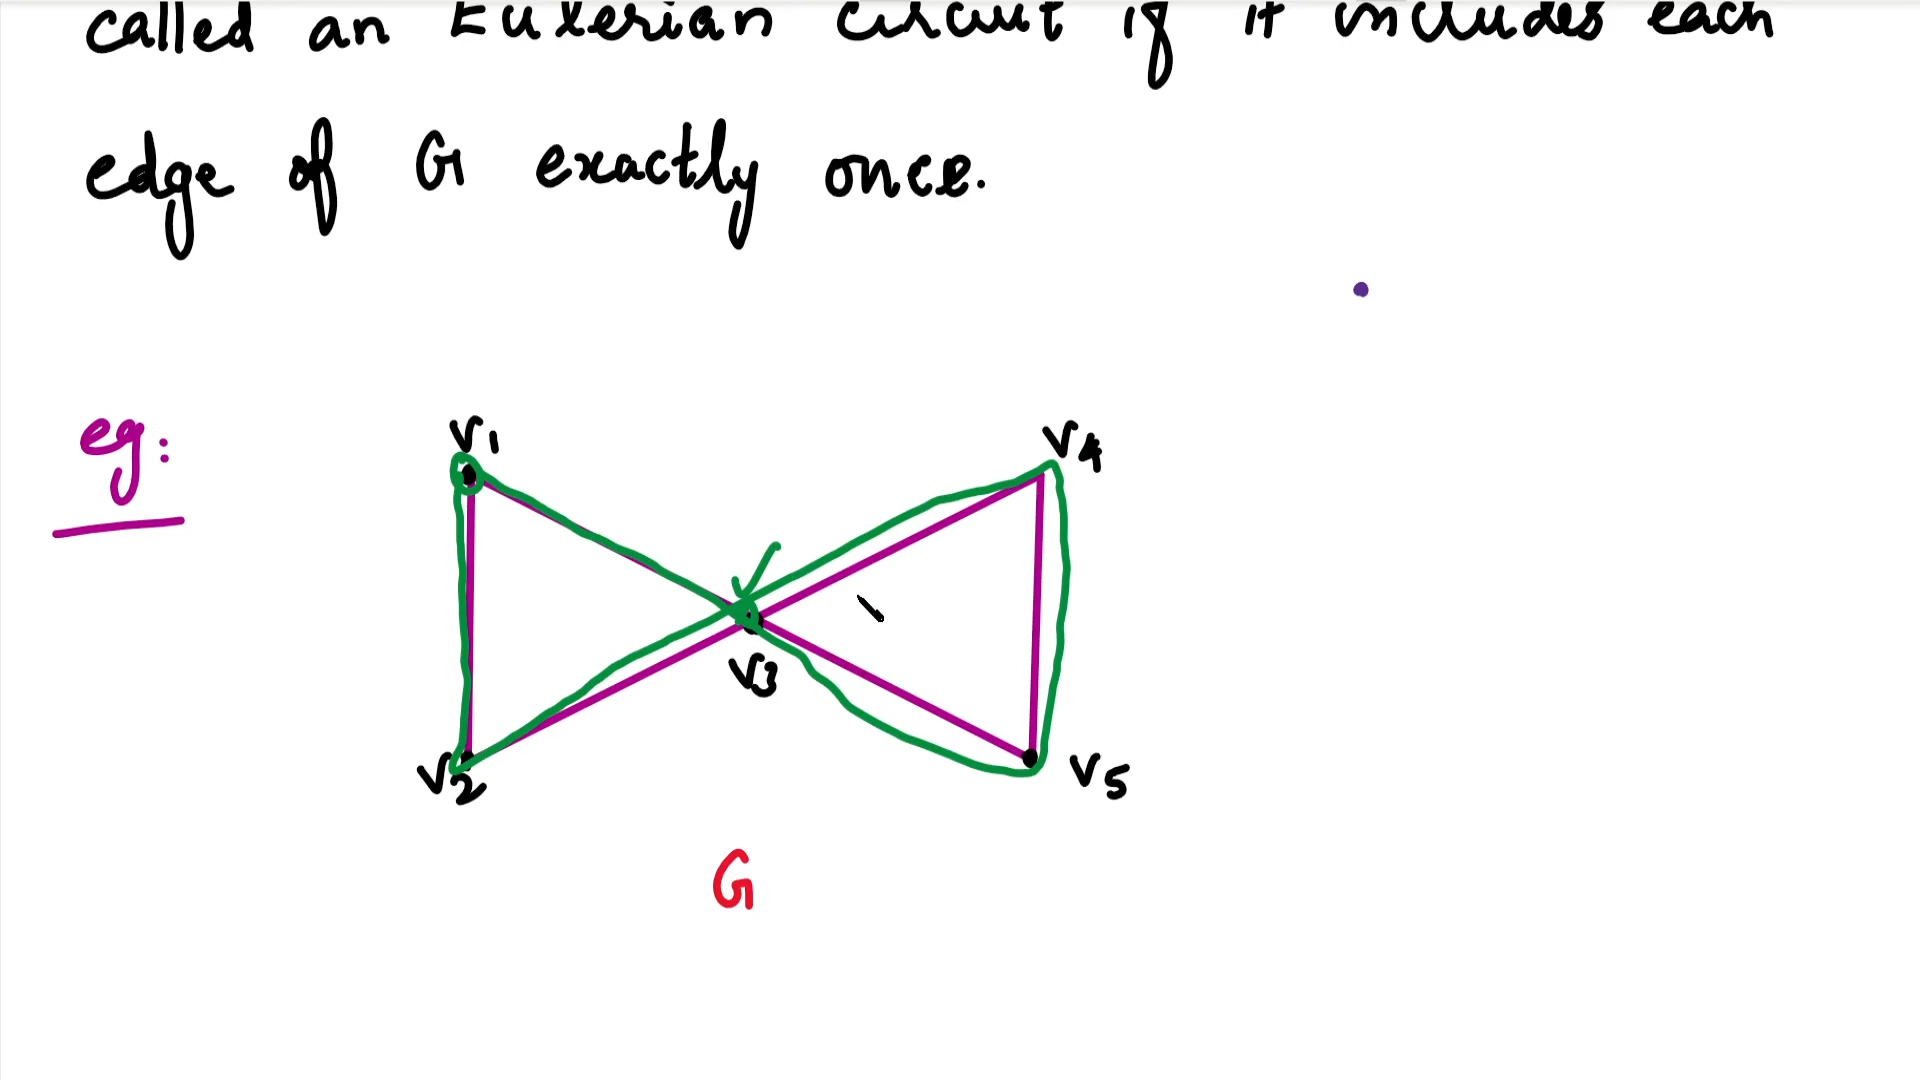 called an Eulerian circuit if it includes each
edge of G exactly once.
eg:
V1
V4
V3
V2
V5
G